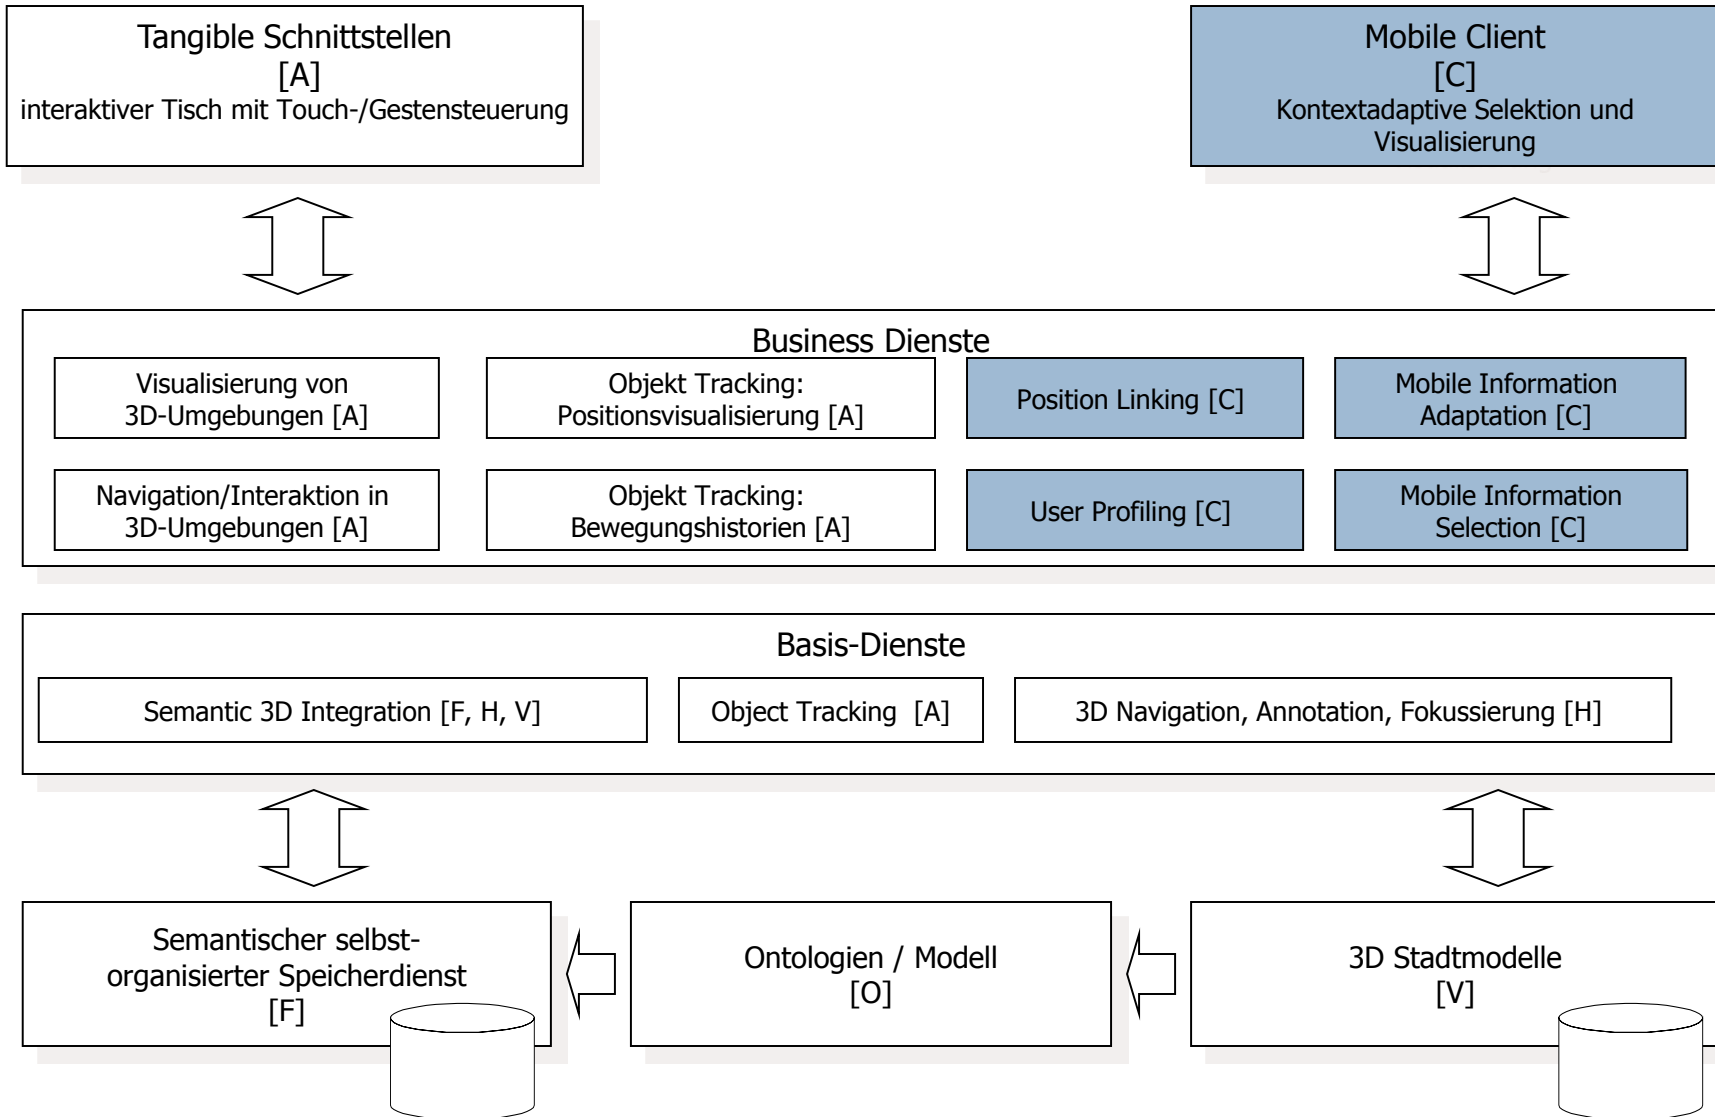 Tangible Schnittstellen
[A]
interaktiver Tisch mit Touch-/Gestensteuerung
Mobile Client
[C]
Kontextadaptive Selektion und
Visualisierung
Business Dienste
Visualisierung von
3D-Umgebungen [A]
Objekt Tracking:
Positionsvisualisierung [A]
Position Linking [C]
Mobile Information
Adaptation [C]
Navigation/Interaktion in
3D-Umgebungen [A]
Objekt Tracking:
Bewegungshistorien [A]
User Profiling [C]
Mobile Information
Selection [C]
Basis-Dienste
Semantic 3D Integration [F, H, V]
Object Tracking  [A]
3D Navigation, Annotation, Fokussierung [H]
Semantischer selbst-
organisierter Speicherdienst
[F]
Ontologien / Modell
[O]
3D Stadtmodelle
[V]